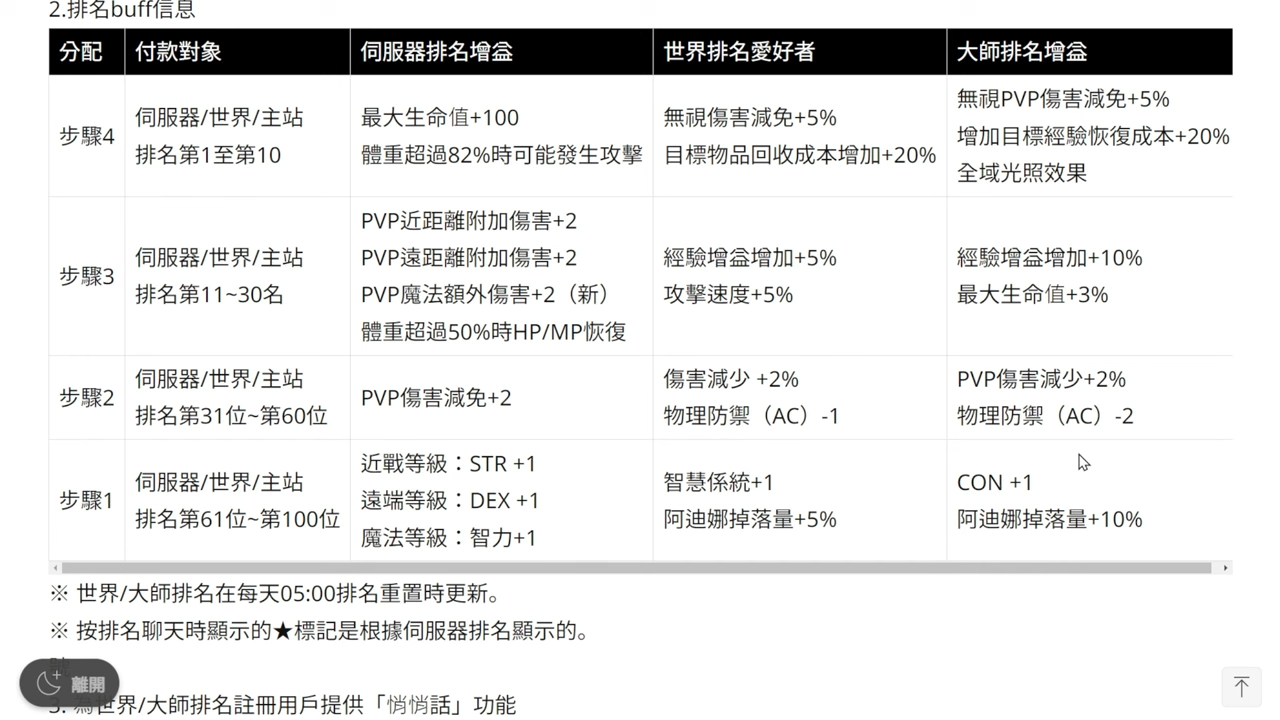 2.排名buff信息
分配 付款對象 伺服器排名增益 世界排名愛好者 大師排名增益
步驟4
伺服器/世界/主站
排名第1至第10
最大生命值+100
體重超過82%時可能發生攻擊
無視傷害減免+5%
目標物品回收成本增加+20%
無視PVP傷害減免+5%
增加目標經驗恢復成本+20%
全域光照效果
步驟3
伺服器/世界/主站
排名第11~30名
PVP近距離附加傷害+2
PVP遠距離附加傷害+2
PVP魔法額外傷害+2（新）
體重超過50%時HP/MP恢復
經驗增益增加+5%
攻擊速度+5%
經驗增益增加+10%
最大生命值+3%
步驟2
伺服器/世界/主站
排名第31位~第60位
PVP傷害減免+2
傷害減少 +2%
物理防禦（AC）-1
PVP傷害減少+2%
物理防禦（AC）-2
步驟1
伺服器/世界/主站
排名第61位~第100位
近戰等級：STR +1
遠端等級：DEX +1
魔法等級：智力+1
智慧係統+1
阿迪娜掉落量+5%
CON +1
阿迪娜掉落量+10%
※ 世界/大師排名在每天05:00排名重置時更新。
※ 按排名聊天時顯示的★標記是根據伺服器排名顯示的。
離開
3. 為世界/大師排名註冊用戶提供「悄悄話」功能